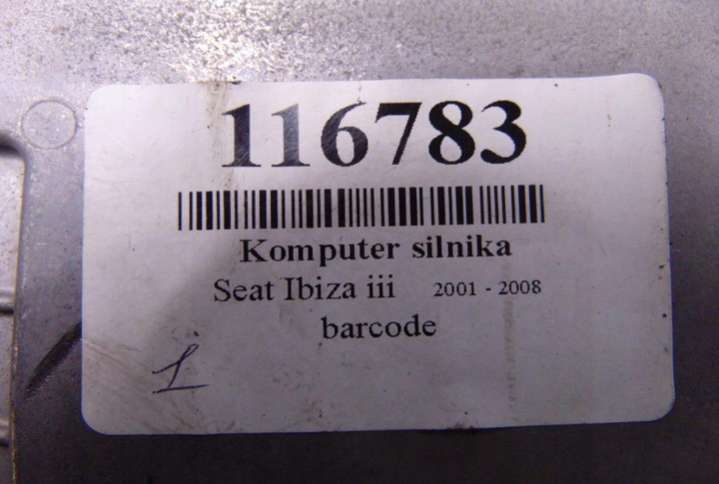 116783
Komputer silnika
Seat Ibiza iii 2001 - 2008
barcode
1